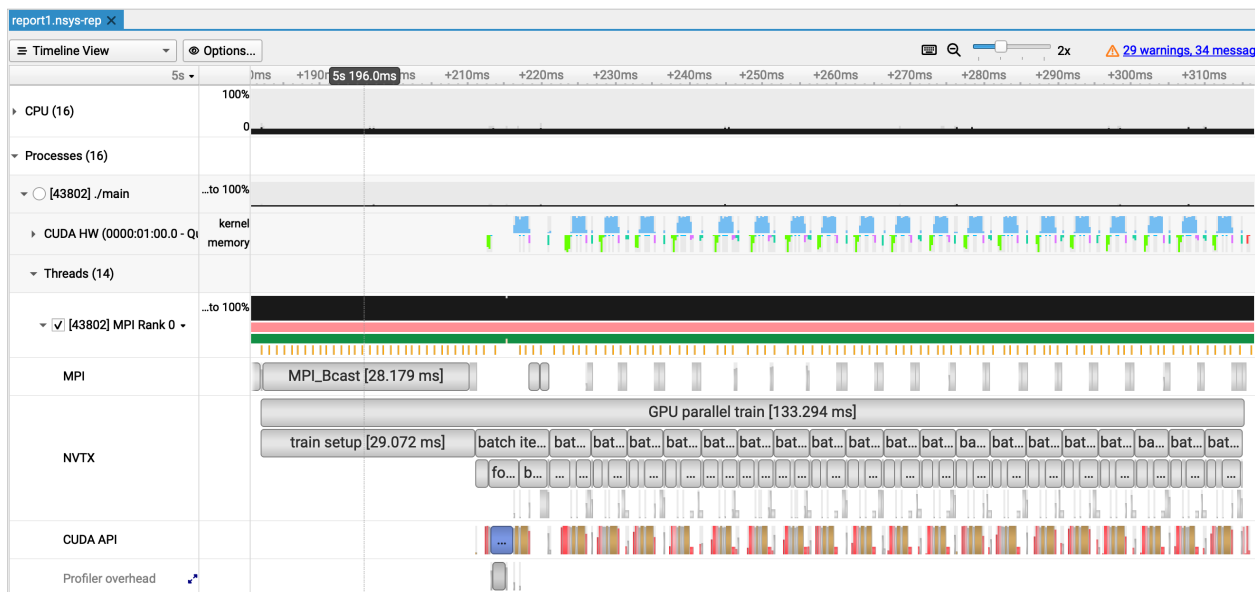 report1.nsys-rep
Timeline View Options... 2x 29 warnings, 34 messag
5s 0ms +190 5s 196.0ms ms +210ms +220ms +230ms +240ms +250ms +260ms +270ms +280ms +290ms +300ms +310ms
CPU (16) 100%
0
Processes (16)
[43802] ./main ...to 100%
CUDA HW (0000:01:00.0 - Qu kernel
memory
Threads (14)
[43802] MPI Rank 0 ...to 100%
MPI MPI_Bcast [28.179 ms]
NVTX
GPU parallel train [133.294 ms]
train setup [29.072 ms] batch ite... bat... bat... bat... bat... bat... bat... bat... bat... bat... bat... bat... ba... bat... bat... bat... bat... ba... bat... bat...
fo... b... ... ... ... ... ... ... ... ... ... ... ... ... ... ... ... ... ... ... ... ... ... ...
CUDA API ...
Profiler overhead